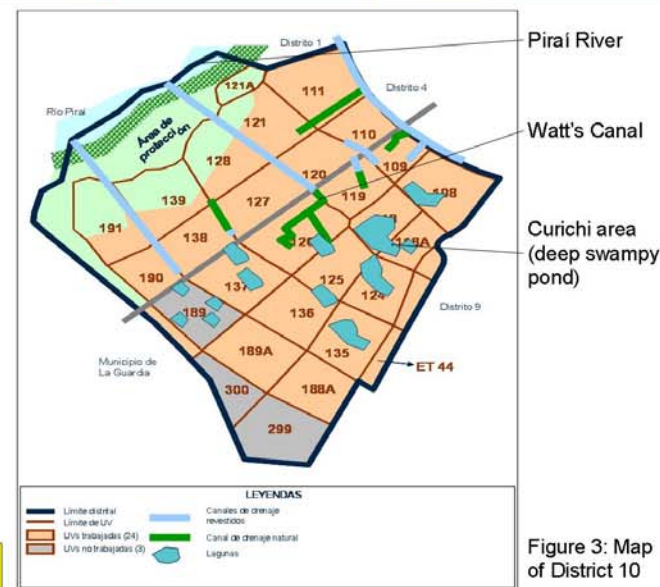 Distrito 1
Piraí River
Río Piraí
121A
111
Distrito 4
Área de
protección
121
110
Watt's Canal
128
109
120
139
127
119
108
191
138
Curichi area
(deep swampy
pond)
190
137
125
124
189
136
Distrito 9
189A
135
Municipio de
La Guardia
ET 44
300
188A
299
LEYENDAS
Límite distrital
Límite de UV
UVs trabajadas (24)
UVs no trabajadas (3)
Canales de drenaje
revestidos
Canal de drenaje natural
Lagunas
Figure 3: Map
of District 10